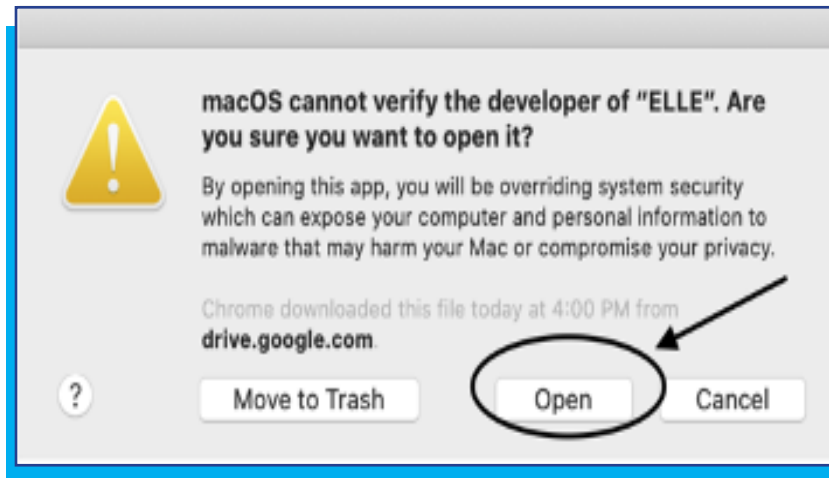 macOS cannot verify the developer of “ELLE”. Are
you sure you want to open it?
By opening this app, you will be overriding system security
which can expose your computer and personal information to
malware that may harm your Mac or compromise your privacy.
Chrome downloaded this file today at 4:00 PM from
drive.google.com.
? Move to Trash Open Cancel